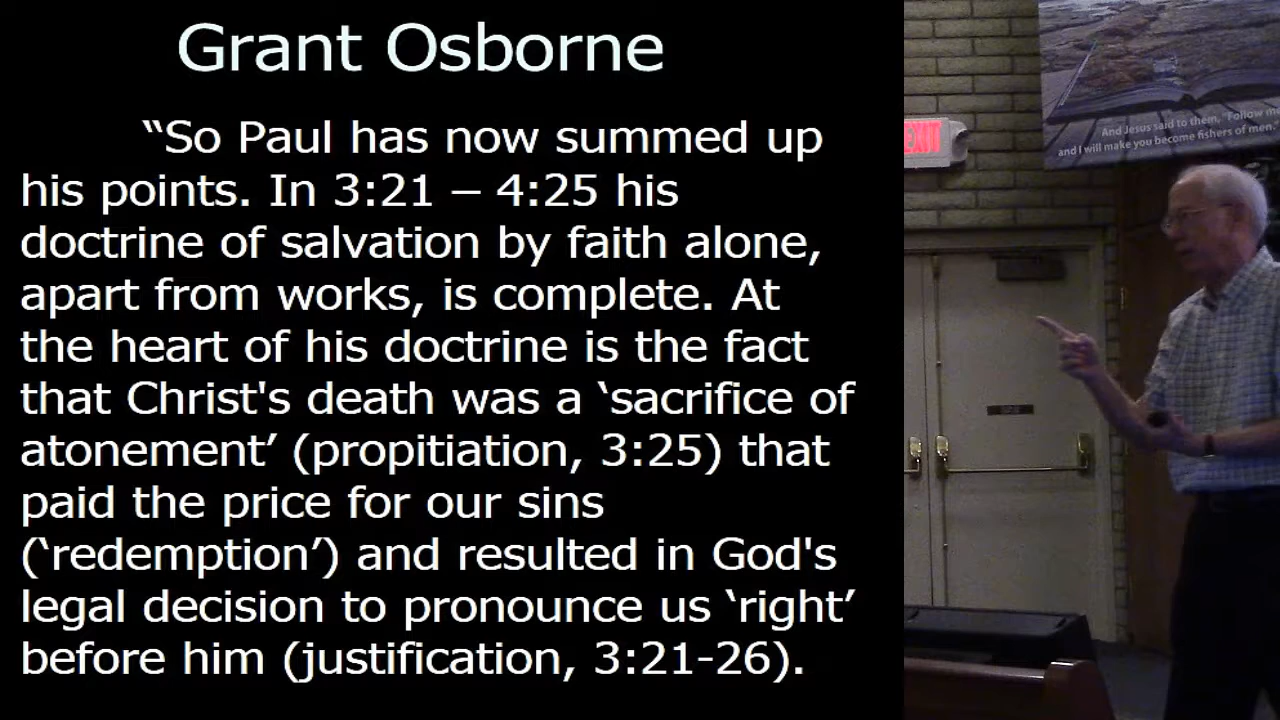 Grant Osborne
“So Paul has now summed up
his points. In 3:21 – 4:25 his
doctrine of salvation by faith alone,
apart from works, is complete. At
the heart of his doctrine is the fact
that Christ's death was a ‘sacrifice of
atonement’ (propitiation, 3:25) that
paid the price for our sins
(‘redemption’) and resulted in God's
legal decision to pronounce us ‘right’
before him (justification, 3:21-26).
EXIT
And Jesus said to them, "Follow me
and I will make you become fishers of men."